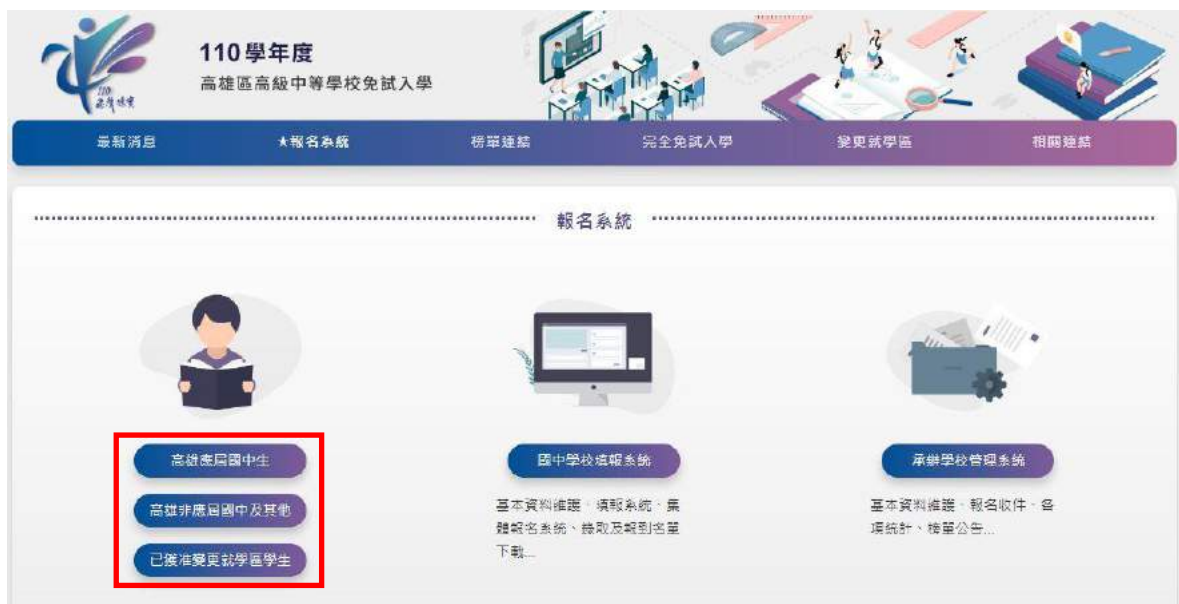 110學年度
高雄區高級中等學校免試入學
110
最新消息
★報名系統
榜單連結
完全免試入學
變更就學區
相關連結
報名系統
高雄應屆國中生
國中學校填報系統
承辦學校管理系統
高雄非應屆國中及其他
已獲准變更就學區學生
基本資料維護、填報系統、集
體報名系統、錄取及報到名單
下載...
基本資料維護、報名收件、各
項統計、榜單公告...